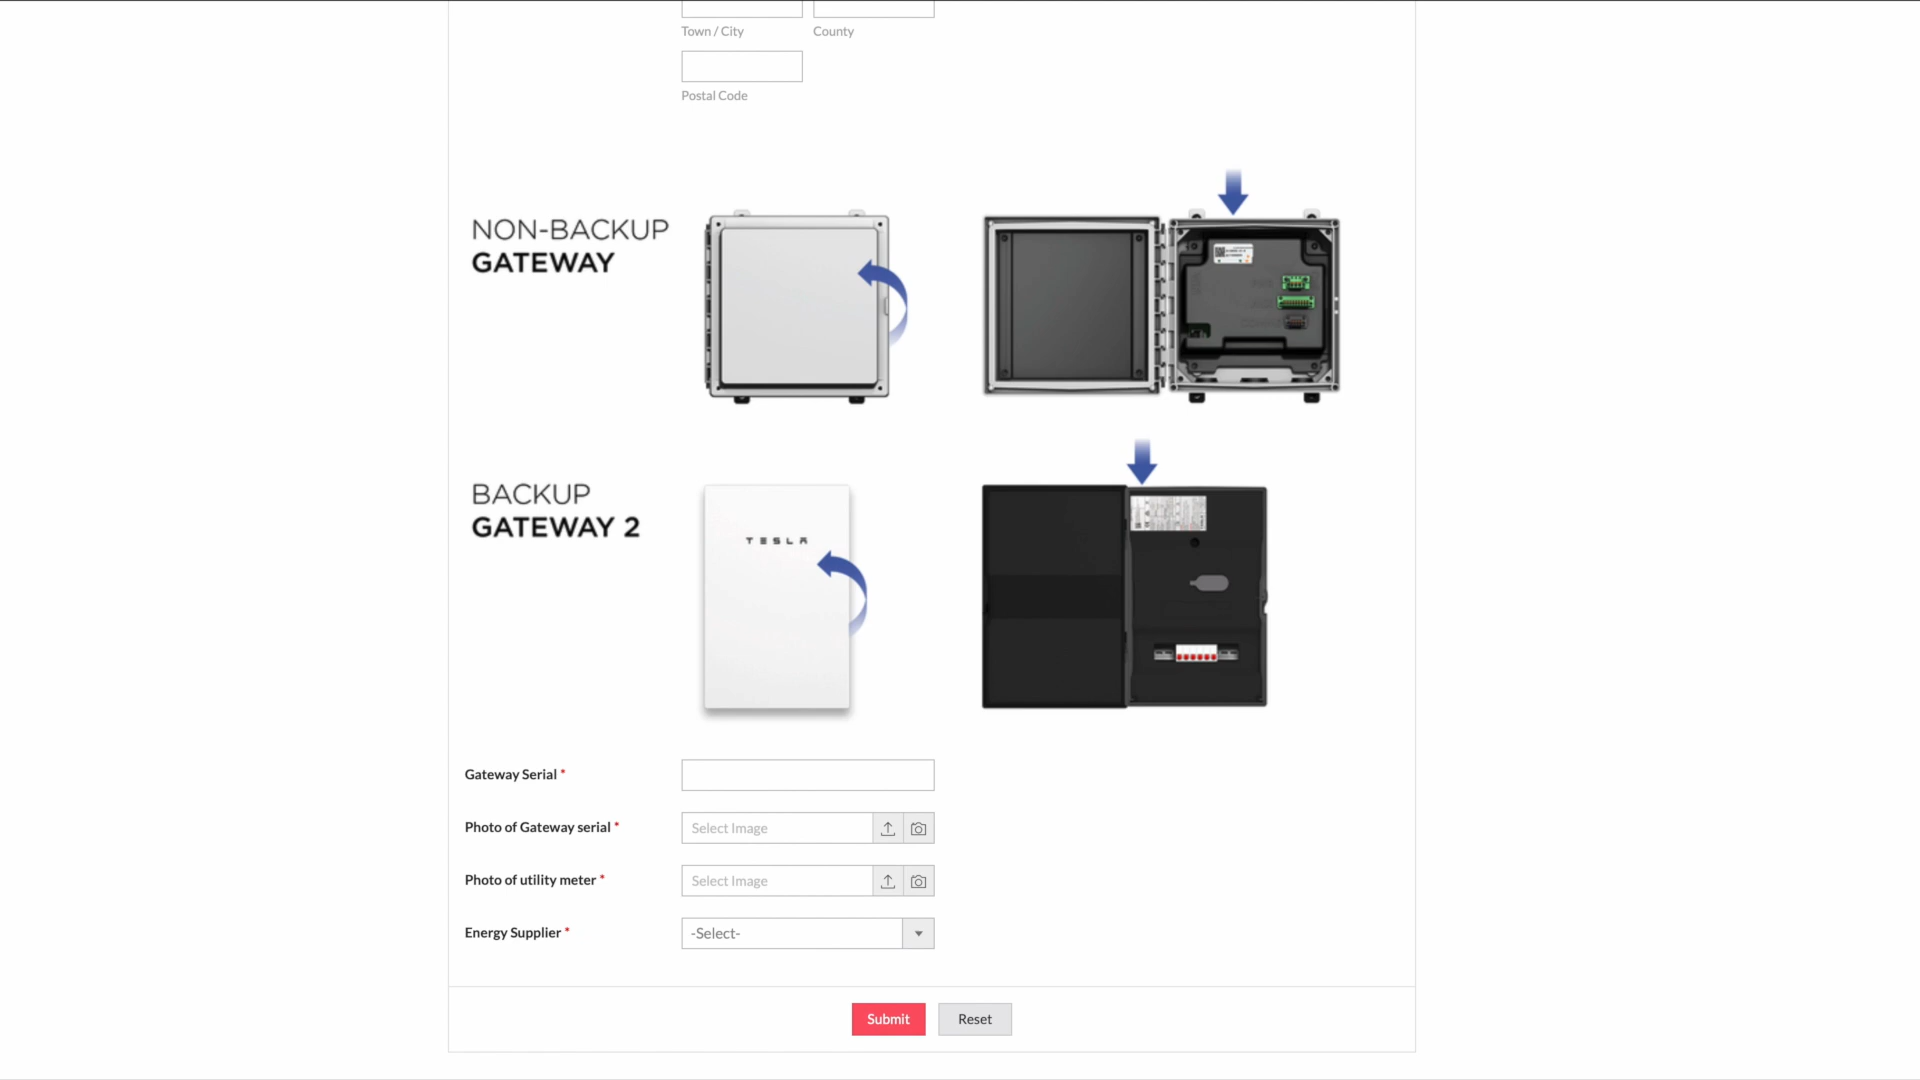 Town / City
County
Postal Code
NON-BACKUP
GATEWAY
BACKUP
GATEWAY 2
TESLA
Gateway Serial *
Photo of Gateway serial *
Select Image
Photo of utility meter *
Select Image
Energy Supplier *
-Select-
Submit
Reset